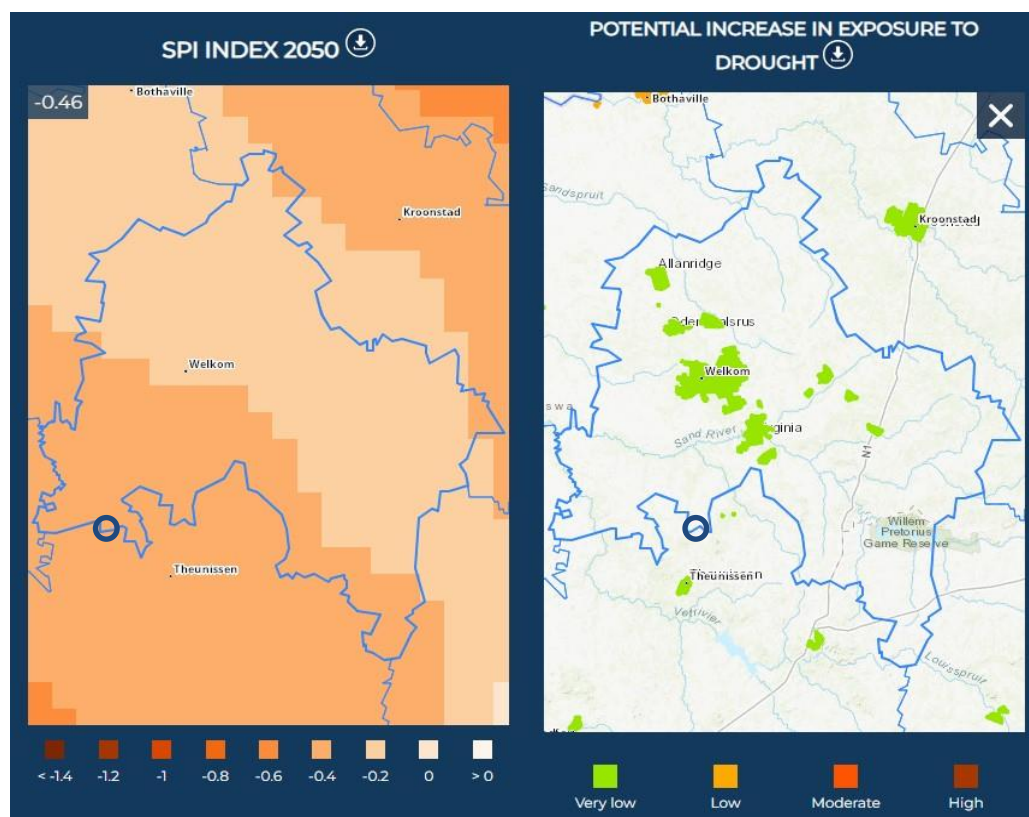 SPI INDEX 2050
-0.46
Bothaville
Kroonstad
Welkom
Theunissen
< -1.4 -1.2 -1 -0.8 -0.6 -0.4 -0.2 0 > 0
POTENTIAL INCREASE IN EXPOSURE TO
DROUGHT
Bothaville
Sandspruit
Kroonstad
Allanridge
Welkom
Sand River
N1
Willem
Pretorius
Game Reserve
Theunissen
Vetrivier
Very low Low Moderate High